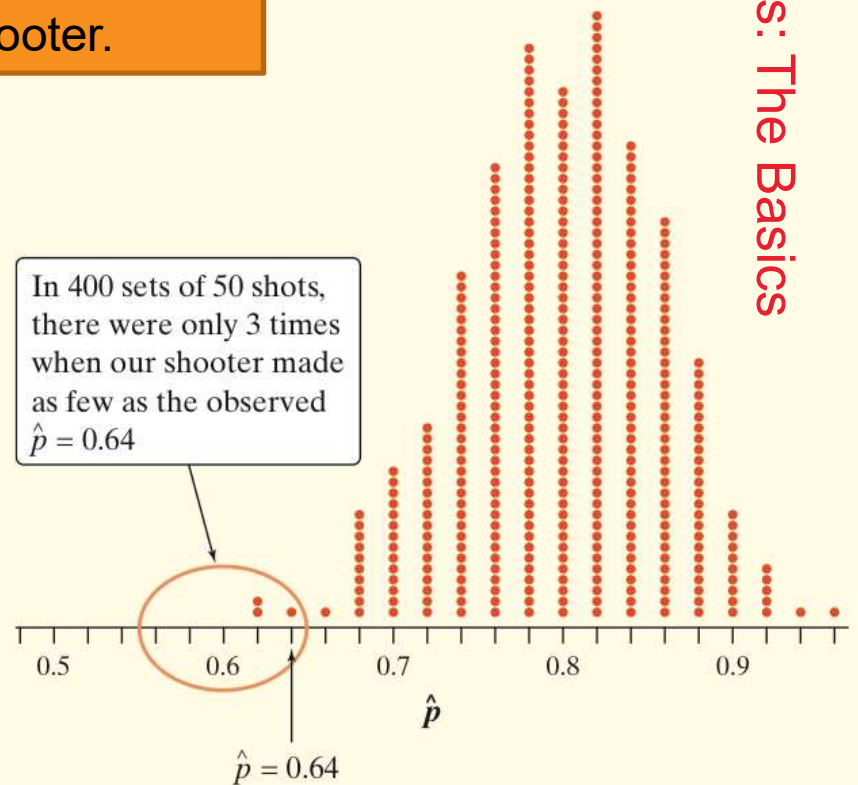 ooter.
s: The Basics
In 400 sets of 50 shots,
there were only 3 times
when our shooter made
as few as the observed
p̂ = 0.64
0.5 0.6 0.7 0.8 0.9
p̂
p̂ = 0.64